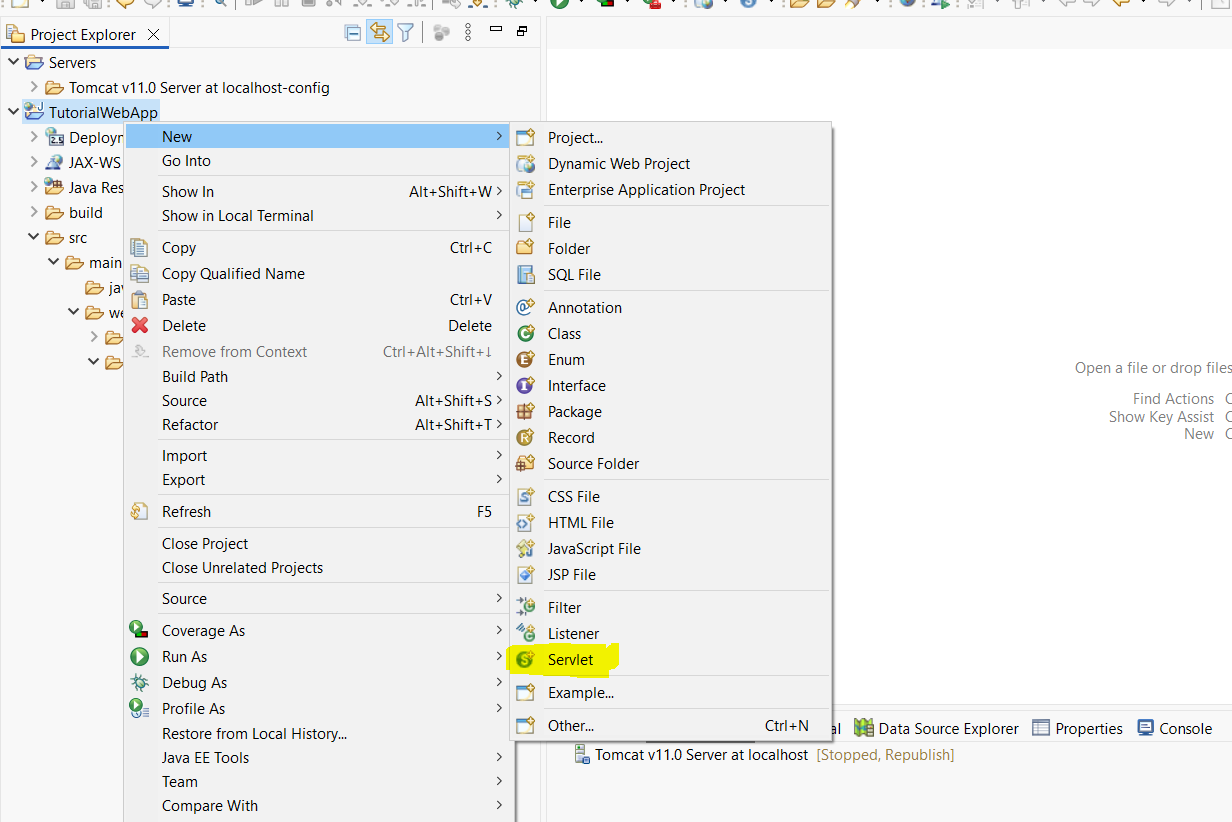 Project Explorer
Servers
Tomcat v11.0 Server at localhost-config
TutorialWebApp
2.5 Deployn
JAX-WS
Java Res
build
src
main
jav
we
New
Go Into
Show In Alt+Shift+W
Show in Local Terminal
Copy Ctrl+C
Copy Qualified Name
Paste Ctrl+V
Delete Delete
Remove from Context Ctrl+Alt+Shift+↓
Build Path
Source Alt+Shift+S
Refactor Alt+Shift+T
Import
Export
Refresh F5
Close Project
Close Unrelated Projects
Source
Coverage As
Run As
Debug As
Profile As
Restore from Local History...
Java EE Tools
Team
Compare With
Project...
Dynamic Web Project
Enterprise Application Project
File
Folder
SQL File
Annotation
Class
Enum
Interface
Package
Record
Source Folder
CSS File
HTML File
JavaScript File
JSP File
Filter
Listener
Servlet
Example...
Other... Ctrl+N
Open a file or drop files
Find Actions C
Show Key Assist C
New C
al Data Source Explorer Properties Console
Tomcat v11.0 Server at localhost [Stopped, Republish]